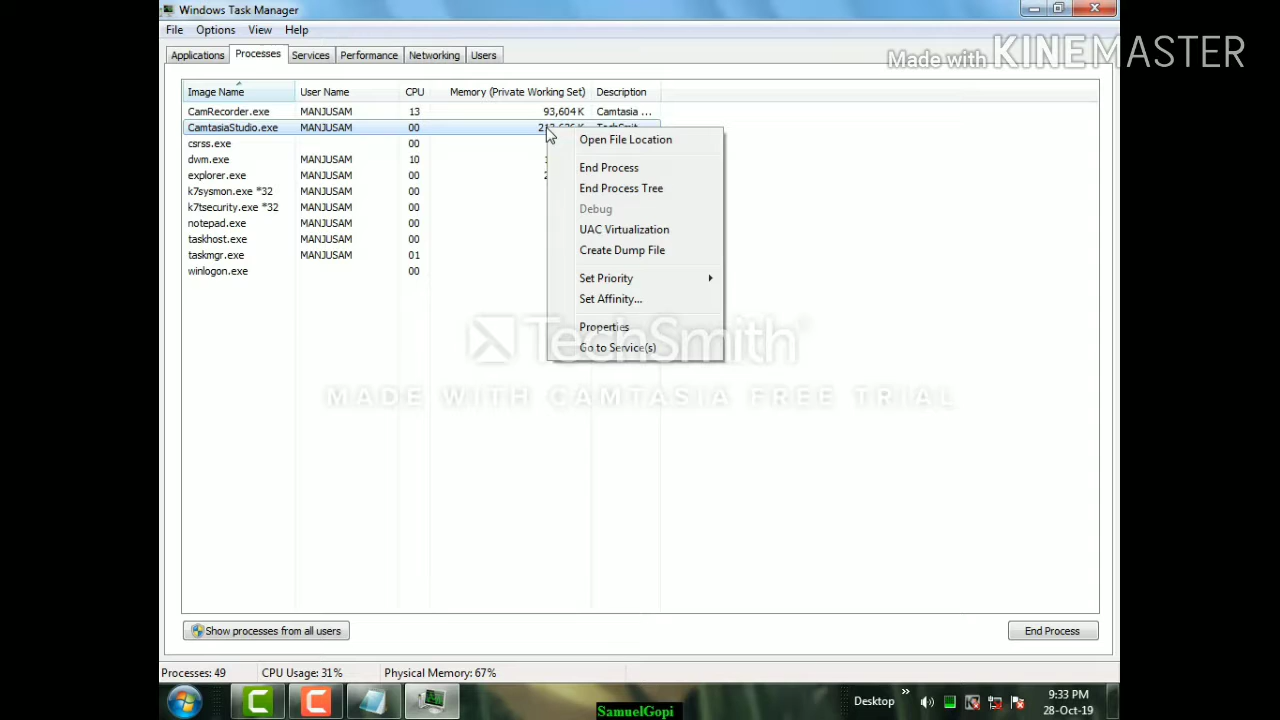 Windows Task Manager
File Options View Help
Made with KINEMASTER
Applications Processes Services Performance Networking Users
Image Name User Name CPU Memory (Private Working Set) Description
CamRecorder.exe MANJUSAM 13 93,604 K Camtasia ...
CamtasiaStudio.exe MANJUSAM 00
csrss.exe 00
dwm.exe MANJUSAM 10
explorer.exe MANJUSAM 00
k7sysmon.exe *32 MANJUSAM 00
k7tsecurity.exe *32 MANJUSAM 00
notepad.exe MANJUSAM 00
taskhost.exe MANJUSAM 00
taskmgr.exe MANJUSAM 01
winlogon.exe 00
Open File Location
End Process
End Process Tree
Debug
UAC Virtualization
Create Dump File
Set Priority
Set Affinity...
Properties
Go to Service(s)
TechSmith
MADE WITH CAMTASIA FREE TRIAL
Show processes from all users End Process
Processes: 49 CPU Usage: 31% Physical Memory: 67%
Desktop 9:33 PM
28-Oct-19
SamuelGopi